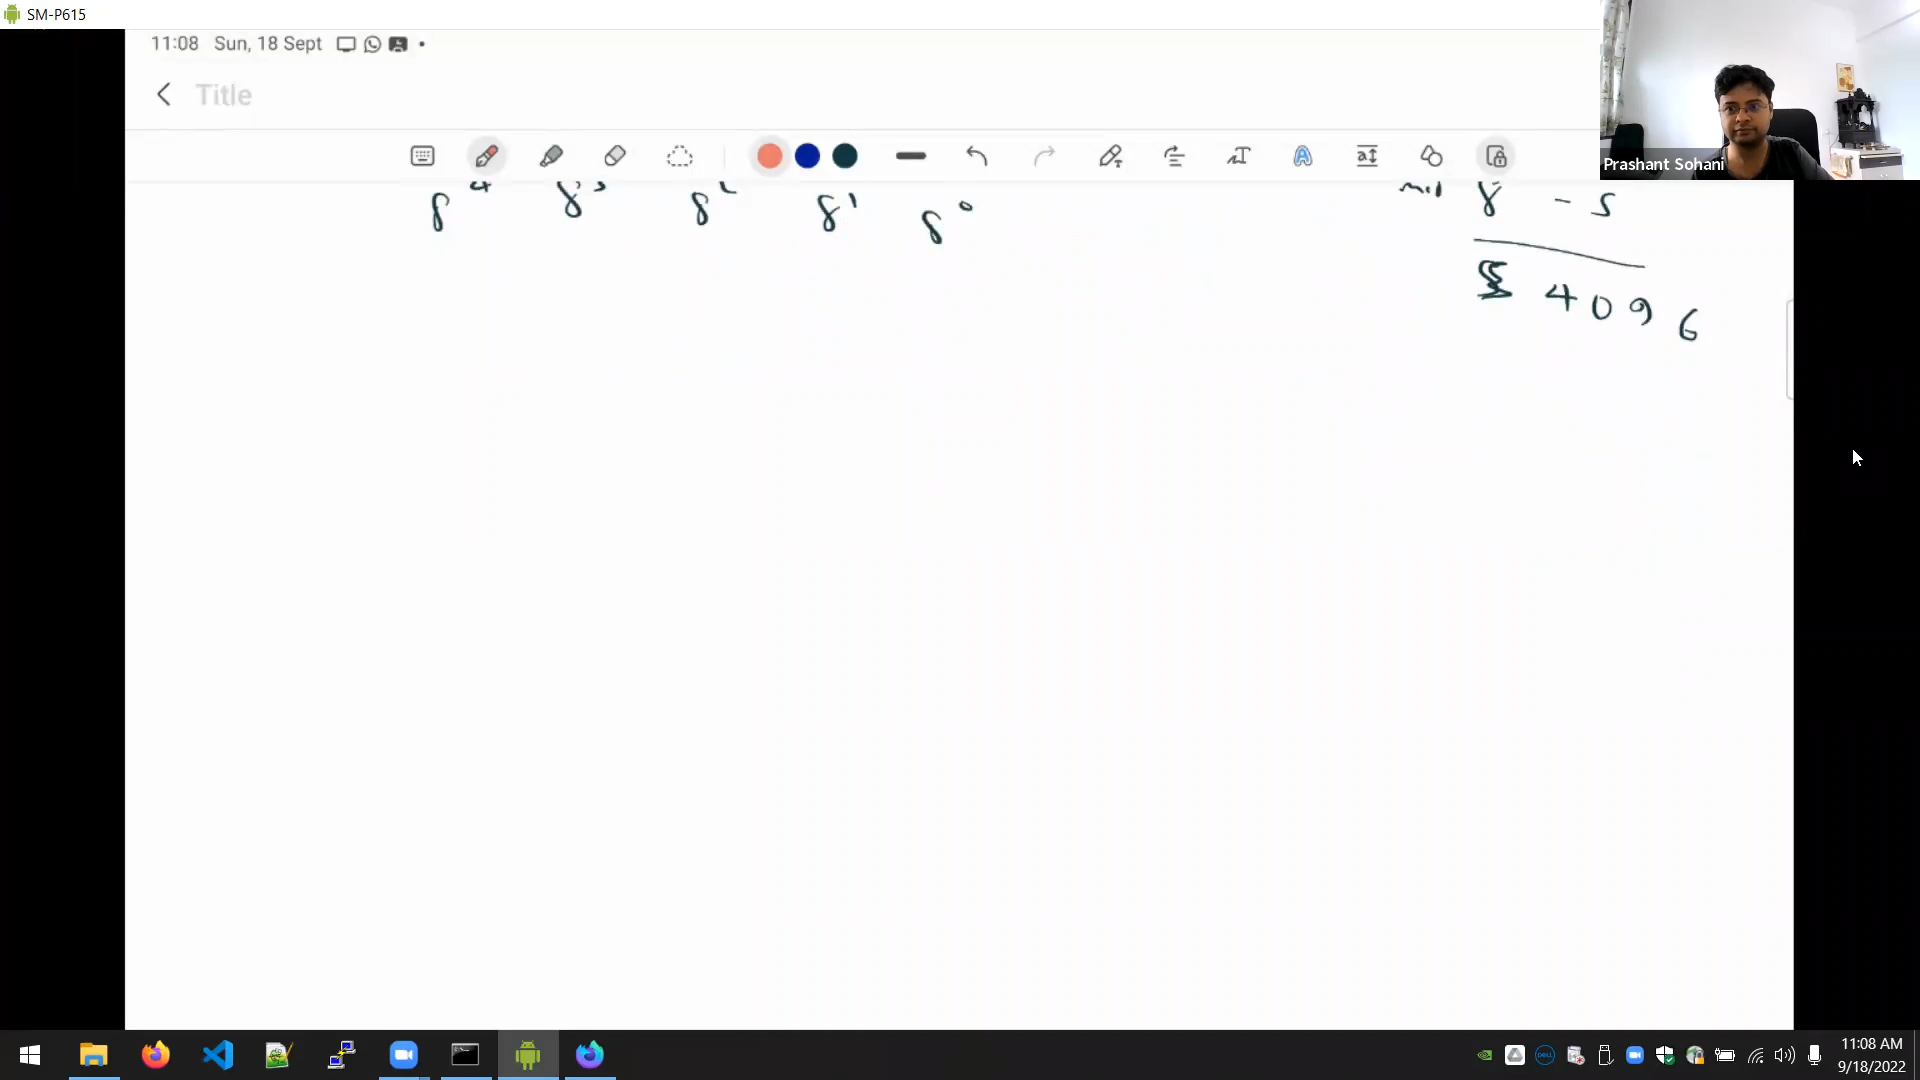 SM-P615
11:08 Sun, 18 Sept
Title
Prashant Sohani
8⁴ 8³ 8² 8¹ 8⁰
8 - 5
4096
11:08 AM
9/18/2022